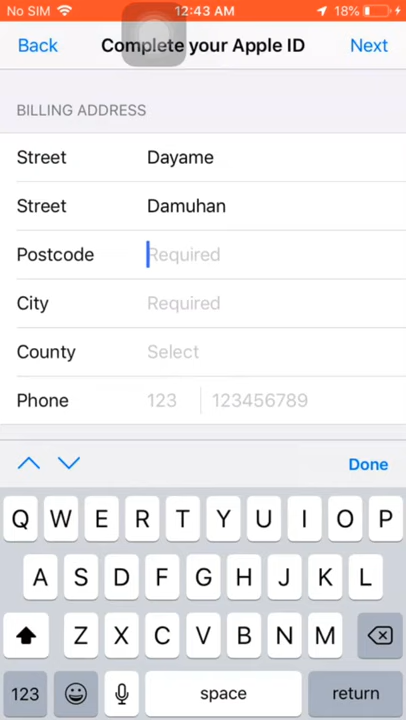 No SIM 12:43 AM 18%
Back Complete your Apple ID Next
BILLING ADDRESS
Street Dayame
Street Damuhan
Postcode Required
City Required
County Select
Phone 123 123456789
Done
Q W E R T Y U I O P
A S D F G H J K L
Z X C V B N M
123 space return